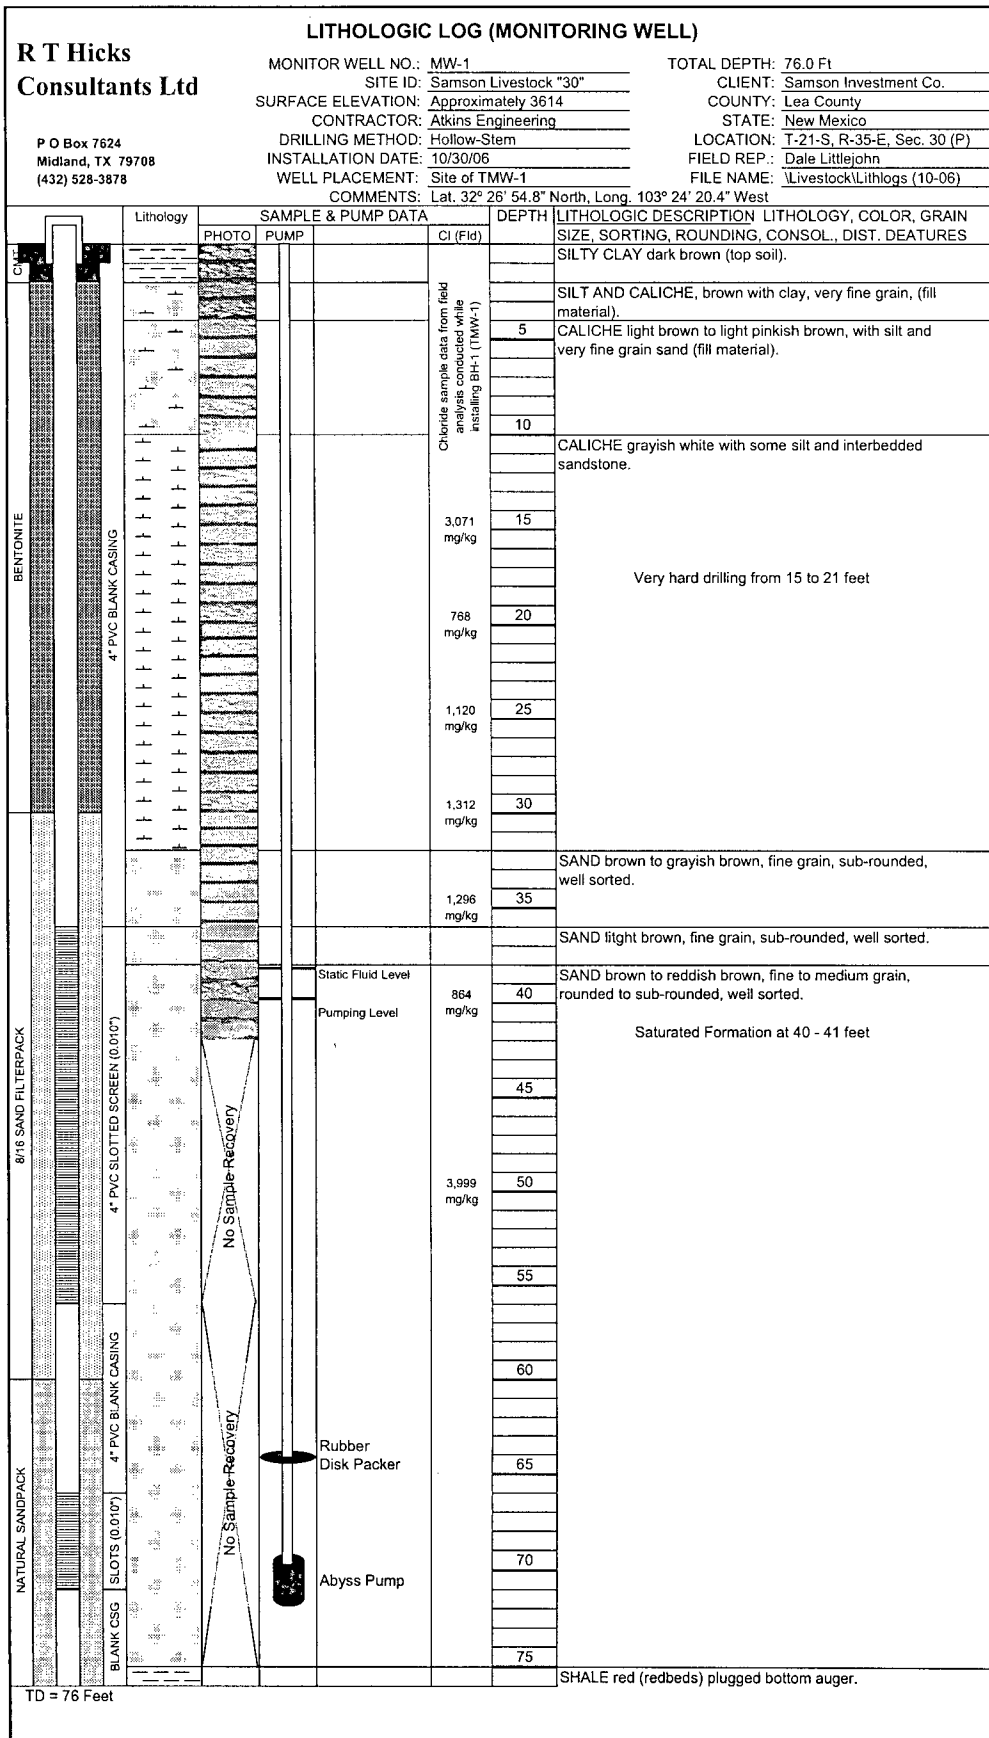 LITHOLOGIC LOG (MONITORING WELL)
R T Hicks
Consultants Ltd
P O Box 7624
Midland, TX 79708
(432) 528-3878
MONITOR WELL NO.: MW-1
SITE ID: Samson Livestock "30"
SURFACE ELEVATION: Approximately 3614
CONTRACTOR: Atkins Engineering
DRILLING METHOD: Hollow-Stem
INSTALLATION DATE: 10/30/06
WELL PLACEMENT: Site of TMW-1
TOTAL DEPTH: 76.0 Ft
CLIENT: Samson Investment Co.
COUNTY: Lea County
STATE: New Mexico
LOCATION: T-21-S, R-35-E, Sec. 30 (P)
FIELD REP.: Dale Littlejohn
FILE NAME: \Livestock\Lithlogs (10-06)
COMMENTS: Lat. 32º 26' 54.8" North, Long. 103º 24' 20.4" West
Lithology
SAMPLE & PUMP DATA
PHOTO PUMP Cl (Fld)
DEPTH
LITHOLOGIC DESCRIPTION LITHOLOGY, COLOR, GRAIN
SIZE, SORTING, ROUNDING, CONSOL., DIST. DEATURES
CMT
BENTONITE
8/16 SAND FILTERPACK
NATURAL SANDPACK
4" PVC BLANK CASING
4" PVC SLOTTED SCREEN (0.010")
4" PVC BLANK CASING
SLOTS (0.010")
BLANK CSG
No Sample Recovery
No Sample Recovery
Chloride sample data from field
analysis conducted while
installing BH-1 (TMW-1)
SILTY CLAY dark brown (top soil).
SILT AND CALICHE, brown with clay, very fine grain, (fill
material).
5
CALICHE light brown to light pinkish brown, with silt and
very fine grain sand (fill material).
10
CALICHE grayish white with some silt and interbedded
sandstone.
3,071
mg/kg
15
Very hard drilling from 15 to 21 feet
768
mg/kg
20
1,120
mg/kg
25
1,312
mg/kg
30
SAND brown to grayish brown, fine grain, sub-rounded,
well sorted.
1,296
mg/kg
35
SAND litght brown, fine grain, sub-rounded, well sorted.
Static Fluid Level
SAND brown to reddish brown, fine to medium grain,
rounded to sub-rounded, well sorted.
864
mg/kg
40
Pumping Level
Saturated Formation at 40 - 41 feet
45
3,999
mg/kg
50
55
60
Rubber
Disk Packer
65
70
Abyss Pump
75
SHALE red (redbeds) plugged bottom auger.
TD = 76 Feet